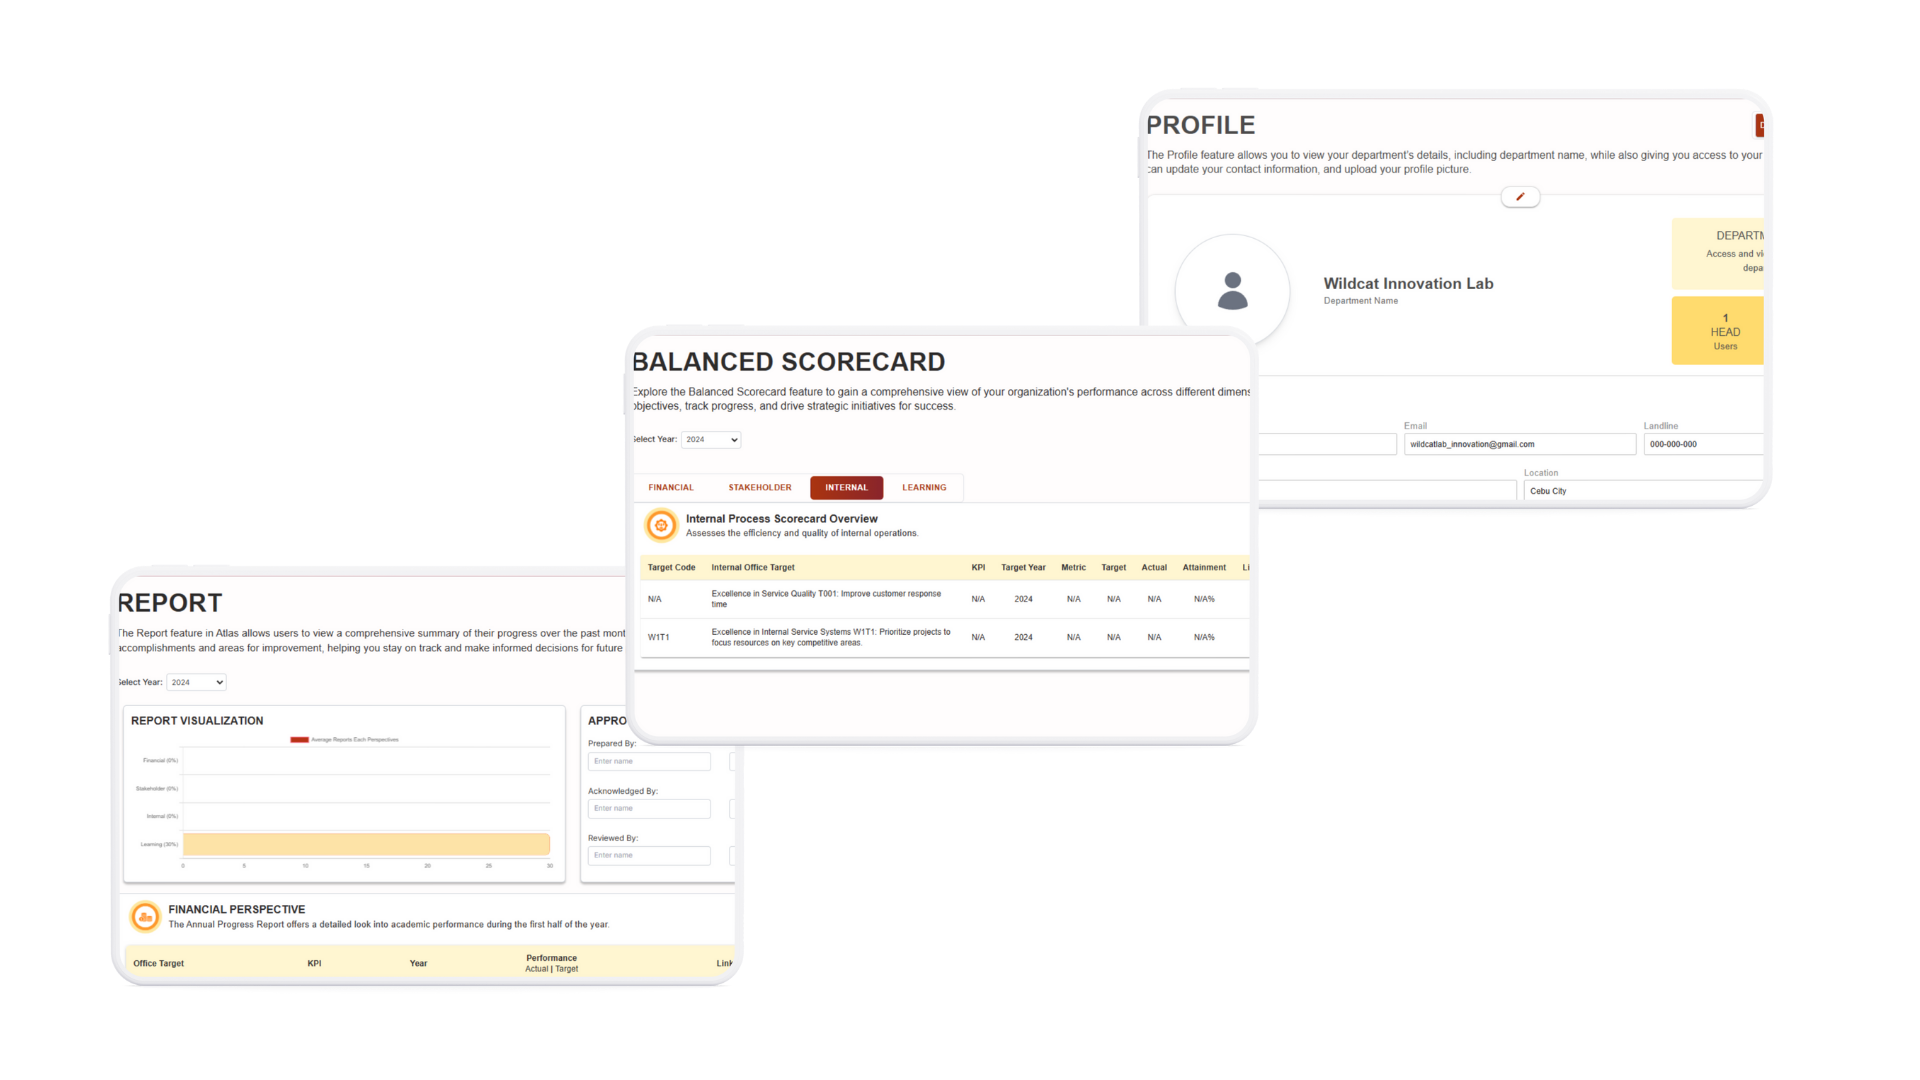 PROFILE
The Profile feature allows you to view your department's details, including department name, while also giving you access to your
can update your contact information, and upload your profile picture.
DEPARTM
Access and vi
depa
Wildcat Innovation Lab
Department Name
1
HEAD
Users
Email
Landline
wildcatlab_innovation@gmail.com
000-000-000
Location
Cebu City
BALANCED SCORECARD
Explore the Balanced Scorecard feature to gain a comprehensive view of your organization's performance across different dimens
objectives, track progress, and drive strategic initiatives for success.
Select Year: 2024
FINANCIAL STAKEHOLDER INTERNAL LEARNING
Internal Process Scorecard Overview
Assesses the efficiency and quality of internal operations.
Target Code Internal Office Target KPI Target Year Metric Target Actual Attainment Li
N/A Excellence in Service Quality T001: Improve customer response time N/A 2024 N/A N/A N/A N/A%
W1T1 Excellence in Internal Service Systems W1T1: Prioritize projects to focus resources on key competitive areas. N/A 2024 N/A N/A N/A N/A%
REPORT
The Report feature in Atlas allows users to view a comprehensive summary of their progress over the past mont
accomplishments and areas for improvement, helping you stay on track and make informed decisions for future
Select Year: 2024
REPORT VISUALIZATION
Average Reports Each Perspectives
Financial (0%)
Stakeholder (0%)
Internal (0%)
Learning (30%)
0 5 10 15 20 25 30
APPRO
Prepared By:
Enter name
Acknowledged By:
Enter name
Reviewed By:
Enter name
FINANCIAL PERSPECTIVE
The Annual Progress Report offers a detailed look into academic performance during the first half of the year.
Office Target KPI Year Performance Link
Actual | Target